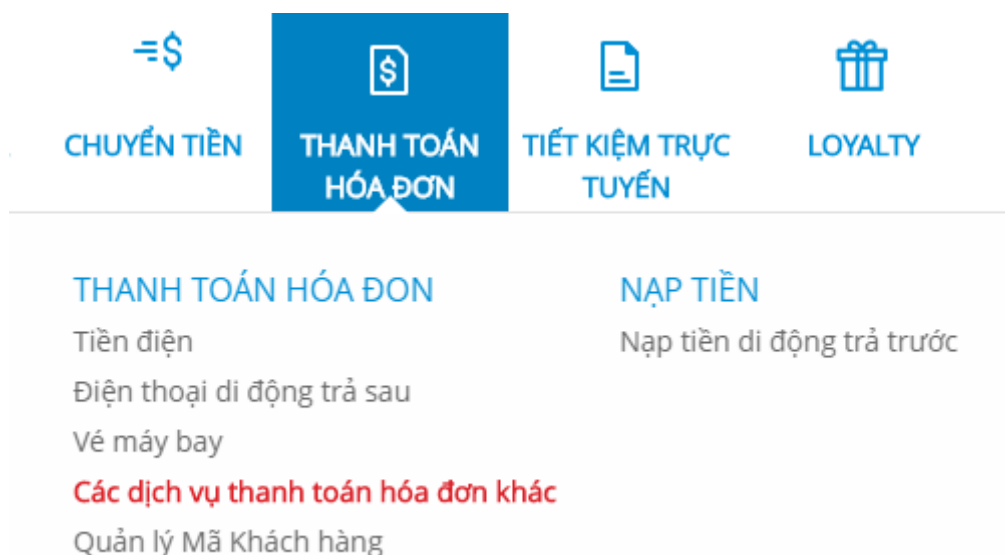 CHUYỂN TIỀN
THANH TOÁN
HÓA ĐƠN
TIẾT KIỆM TRỰC
TUYẾN
LOYALTY
THANH TOÁN HÓA ĐON
Tiền điện
Điện thoại di động trả sau
Vé máy bay
Các dịch vụ thanh toán hóa đơn khác
Quản lý Mã Khách hàng
NẠP TIỀN
Nạp tiền di động trả trước